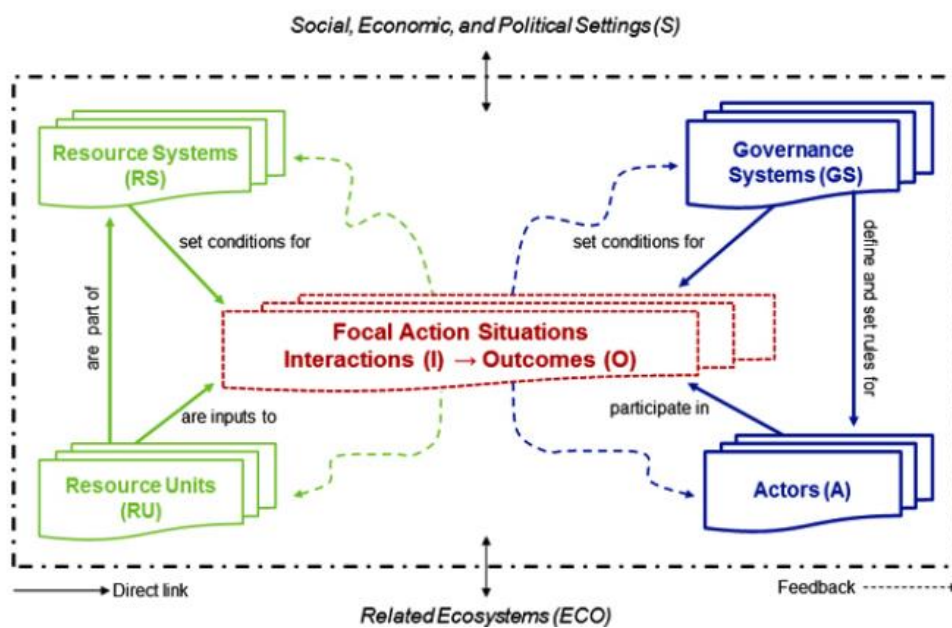 Social, Economic, and Political Settings (S)
Resource Systems
(RS)
Governance
Systems (GS)
set conditions for
set conditions for
define and set rules for
are part of
Focal Action Situations
Interactions (I) → Outcomes (O)
are inputs to
participate in
Resource Units
(RU)
Actors (A)
Direct link
Feedback
Related Ecosystems (ECO)